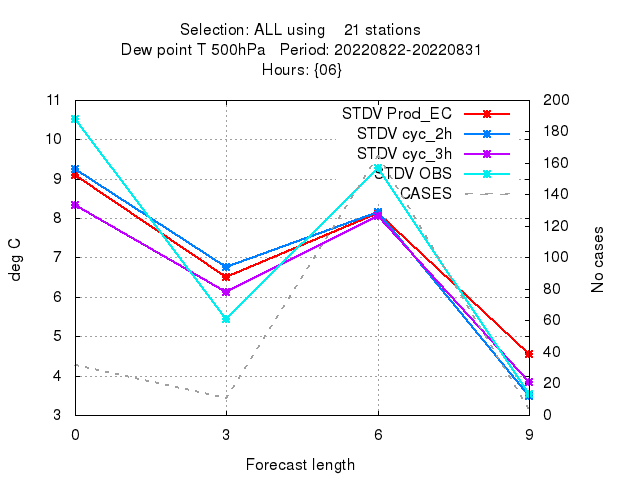 Selection: ALL using    21 stations
Dew point T 500hPa   Period: 20220822-20220831
Hours: {06}
STDV Prod_EC
STDV cyc_2h
STDV cyc_3h
STDV OBS
CASES
11
10
9
8
7
6
5
4
3
200
180
160
140
120
100
80
60
40
20
0
deg C
No cases
0 3 6 9
Forecast length